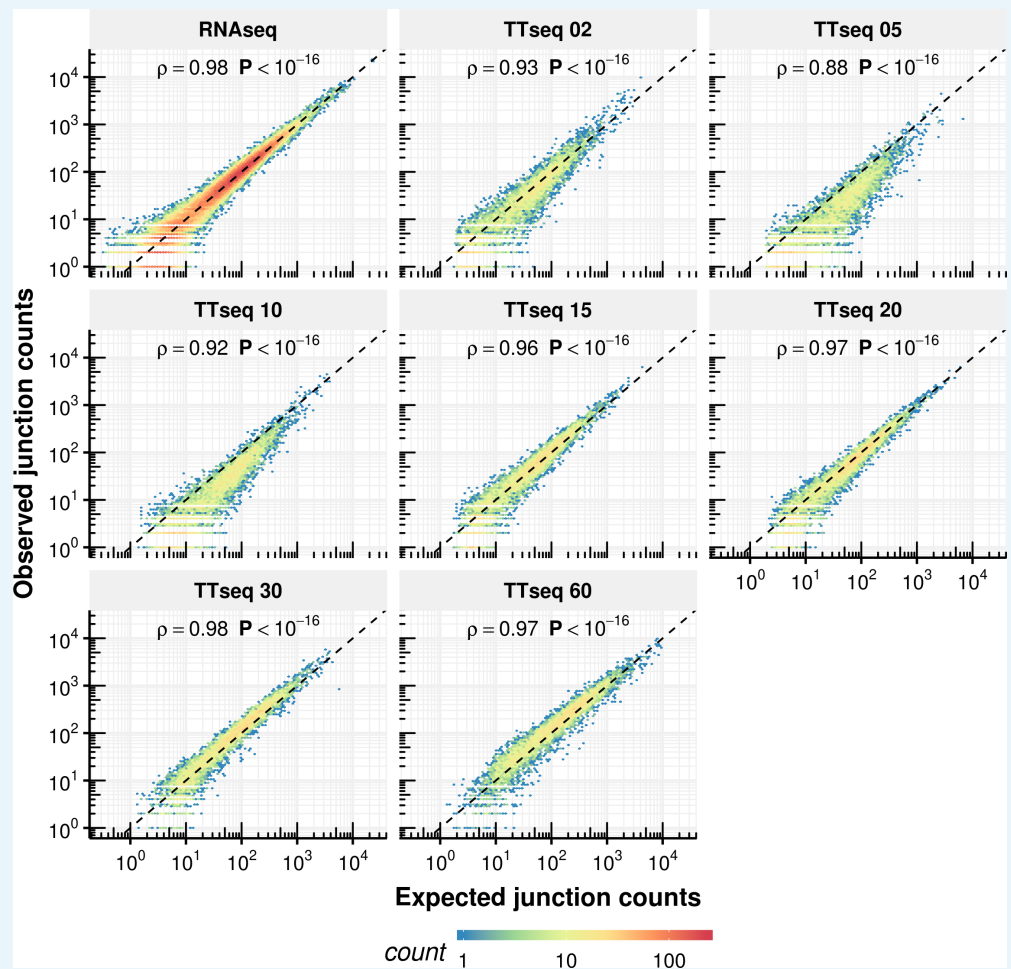 RNAseq TTseq 02 TTseq 05
ρ = 0.98 P < 10⁻¹⁶ ρ = 0.93 P < 10⁻¹⁶ ρ = 0.88 P < 10⁻¹⁶
10⁴
10³
10²
10¹
10⁰
TTseq 10 TTseq 15 TTseq 20
ρ = 0.92 P < 10⁻¹⁶ ρ = 0.96 P < 10⁻¹⁶ ρ = 0.97 P < 10⁻¹⁶
10⁴
10³
10²
10¹
10⁰
10⁰ 10¹ 10² 10³ 10⁴
Observed junction counts
TTseq 30 TTseq 60
ρ = 0.98 P < 10⁻¹⁶ ρ = 0.97 P < 10⁻¹⁶
10⁴
10³
10²
10¹
10⁰
10⁰ 10¹ 10² 10³ 10⁴ 10⁰ 10¹ 10² 10³ 10⁴
Expected junction counts
count 1 10 100